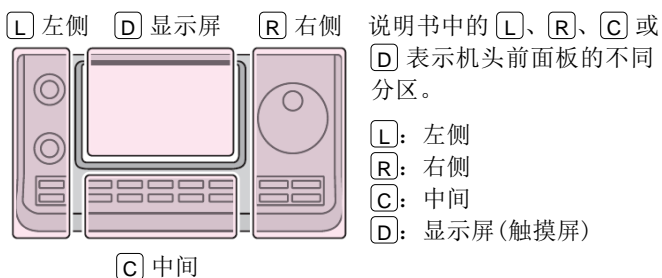 L 左侧 D 显示屏 R 右侧
C 中间
说明书中的 L、R、C 或
D 表示机头前面板的不同
分区。
L：左侧
R：右侧
C：中间
D：显示屏(触摸屏)